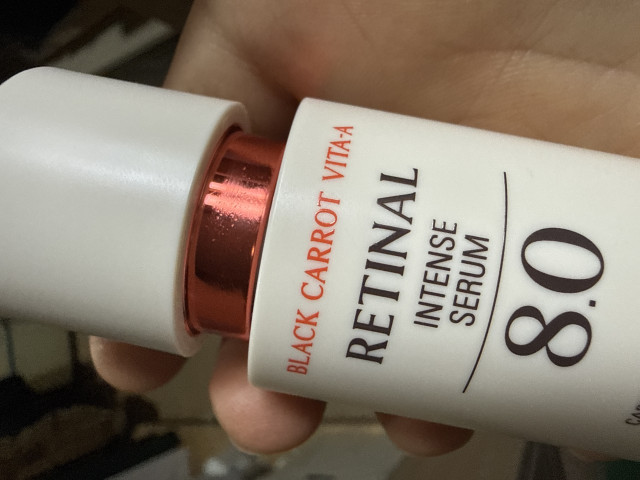 BLACK CARROT VITA-A
RETINAL
INTENSE
SERUM
8.0